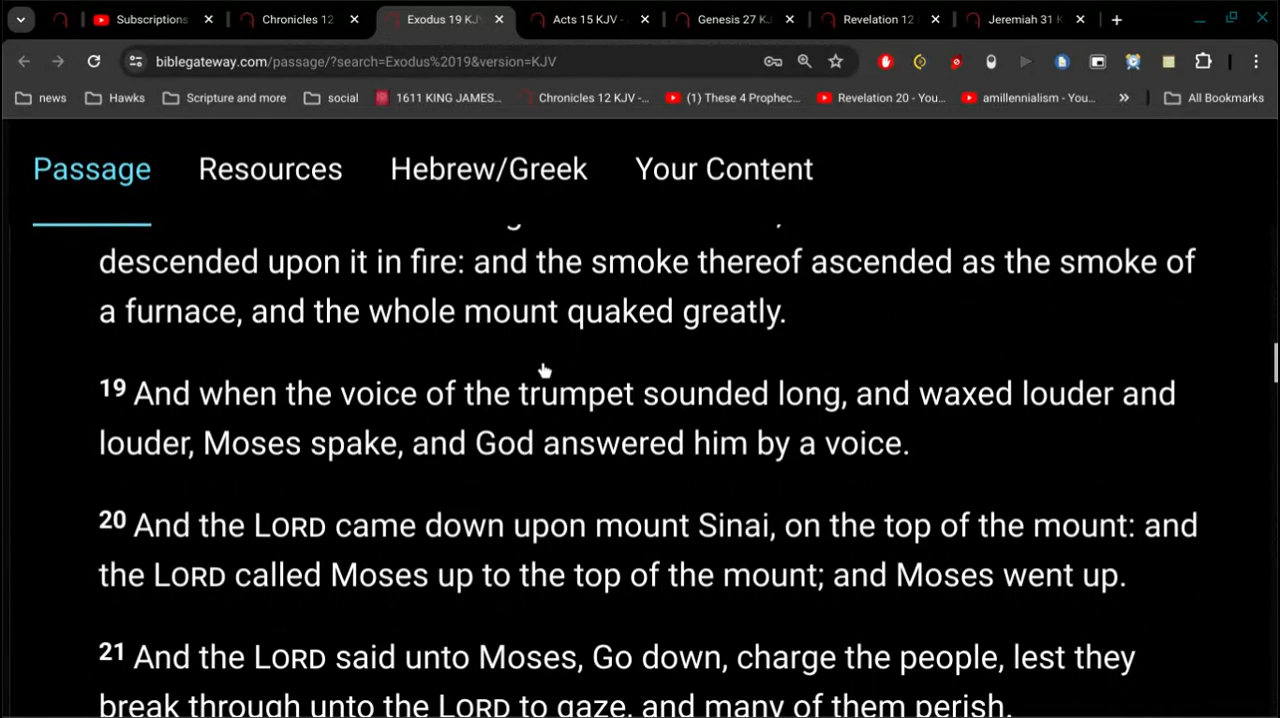 Subscriptions
Chronicles 12
Exodus 19 KJ
Acts 15 KJV -
Genesis 27 KJ
Revelation 12
Jeremiah 31 K
biblegateway.com/passage/?search=Exodus%2019&version=KJV
news
Hawks
Scripture and more
social
1611 KING JAMES...
Chronicles 12 KJV -...
(1) These 4 Prophec...
Revelation 20 - You...
amillennialism - You...
All Bookmarks
Passage
Resources
Hebrew/Greek
Your Content
descended upon it in fire: and the smoke thereof ascended as the smoke of
a furnace, and the whole mount quaked greatly.
19 And when the voice of the trumpet sounded long, and waxed louder and
louder, Moses spake, and God answered him by a voice.
20 And the LORD came down upon mount Sinai, on the top of the mount: and
the LORD called Moses up to the top of the mount; and Moses went up.
21 And the LORD said unto Moses, Go down, charge the people, lest they
break through unto the LORD to gaze, and many of them perish.